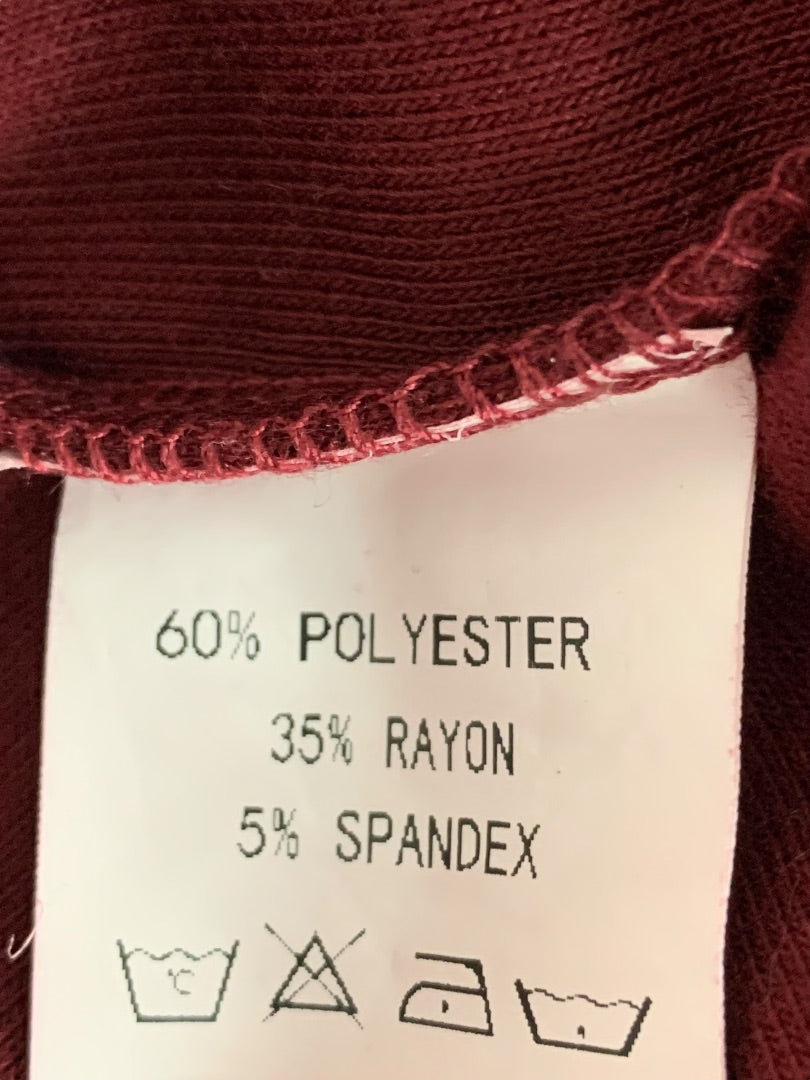 60% POLYESTER
35% RAYON
5% SPANDEX
°C